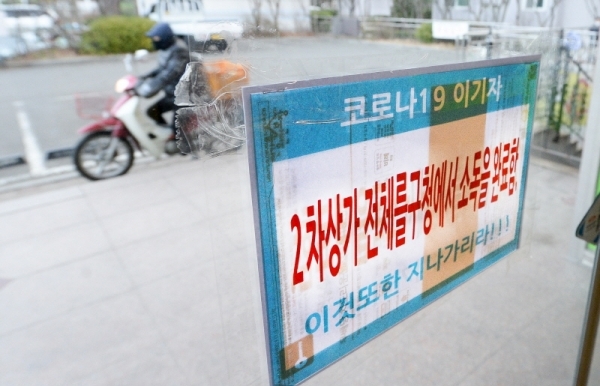 코로나19 이기자
2차상가 전체를구청에서 소독을 완료함.
이것또한 지나가리라!!!